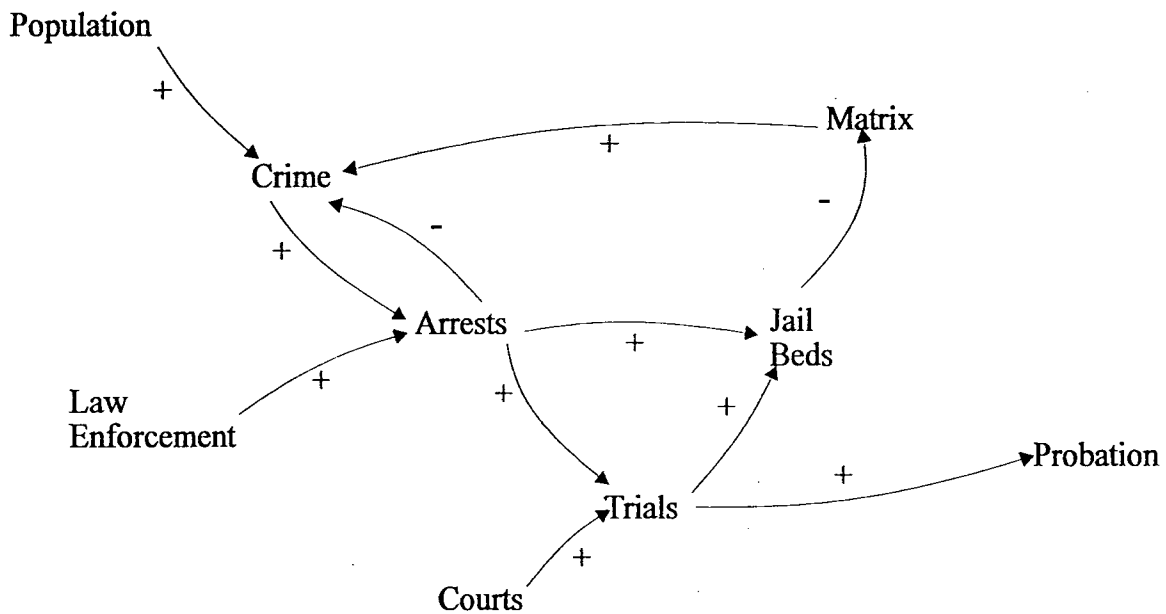 Population
+
Matrix
+
Crime
-
-
+
Arrests
+
Jail
Beds
+
+
+
Law
Enforcement
+
Probation
Trials
+
Courts